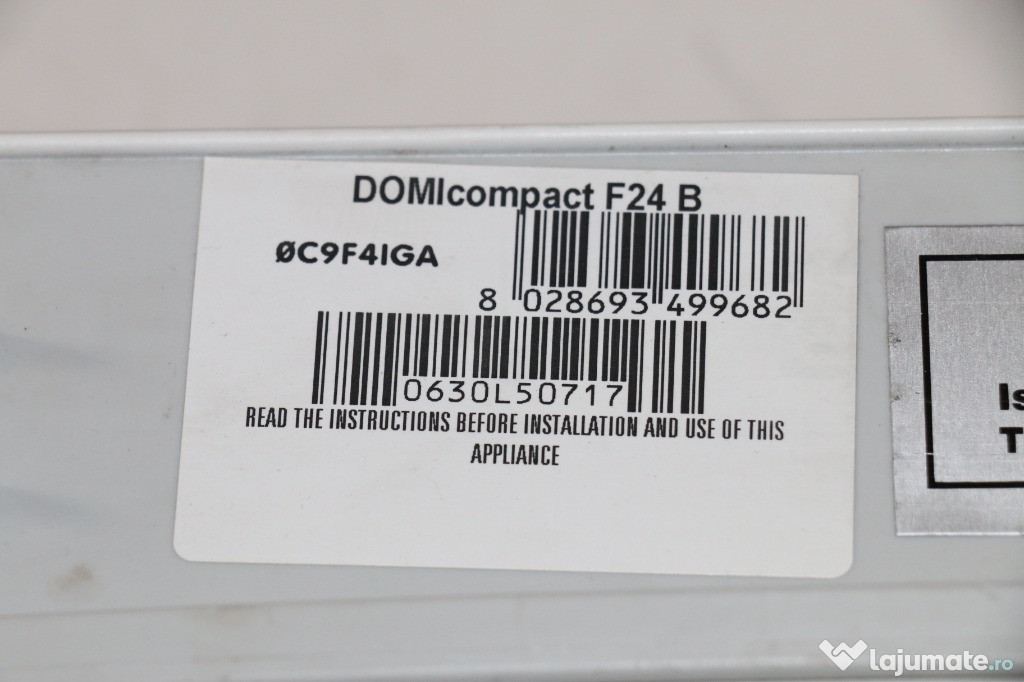 DOMIcompact F24 B
ØC9F4IGA
8 028693 499682
0630L50717
READ THE INSTRUCTIONS BEFORE INSTALLATION AND USE OF THIS
APPLIANCE
lajumate.ro